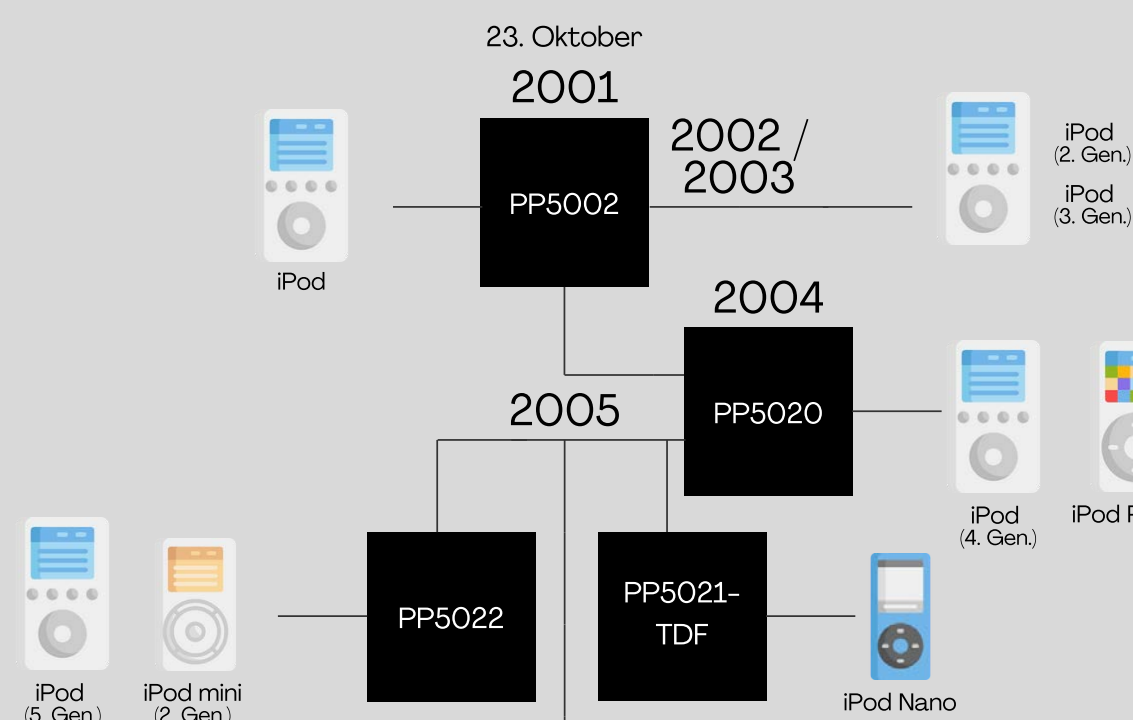 23. Oktober
2001
2002 /
2003
iPod
(2. Gen.)
iPod
(3. Gen.)
PP5002
iPod
2004
PP5020
iPod
(4. Gen.)
iPod
2005
PP5022
PP5021-
TDF
iPod
(5. Gen.)
iPod mini
(2. Gen.)
iPod Nano